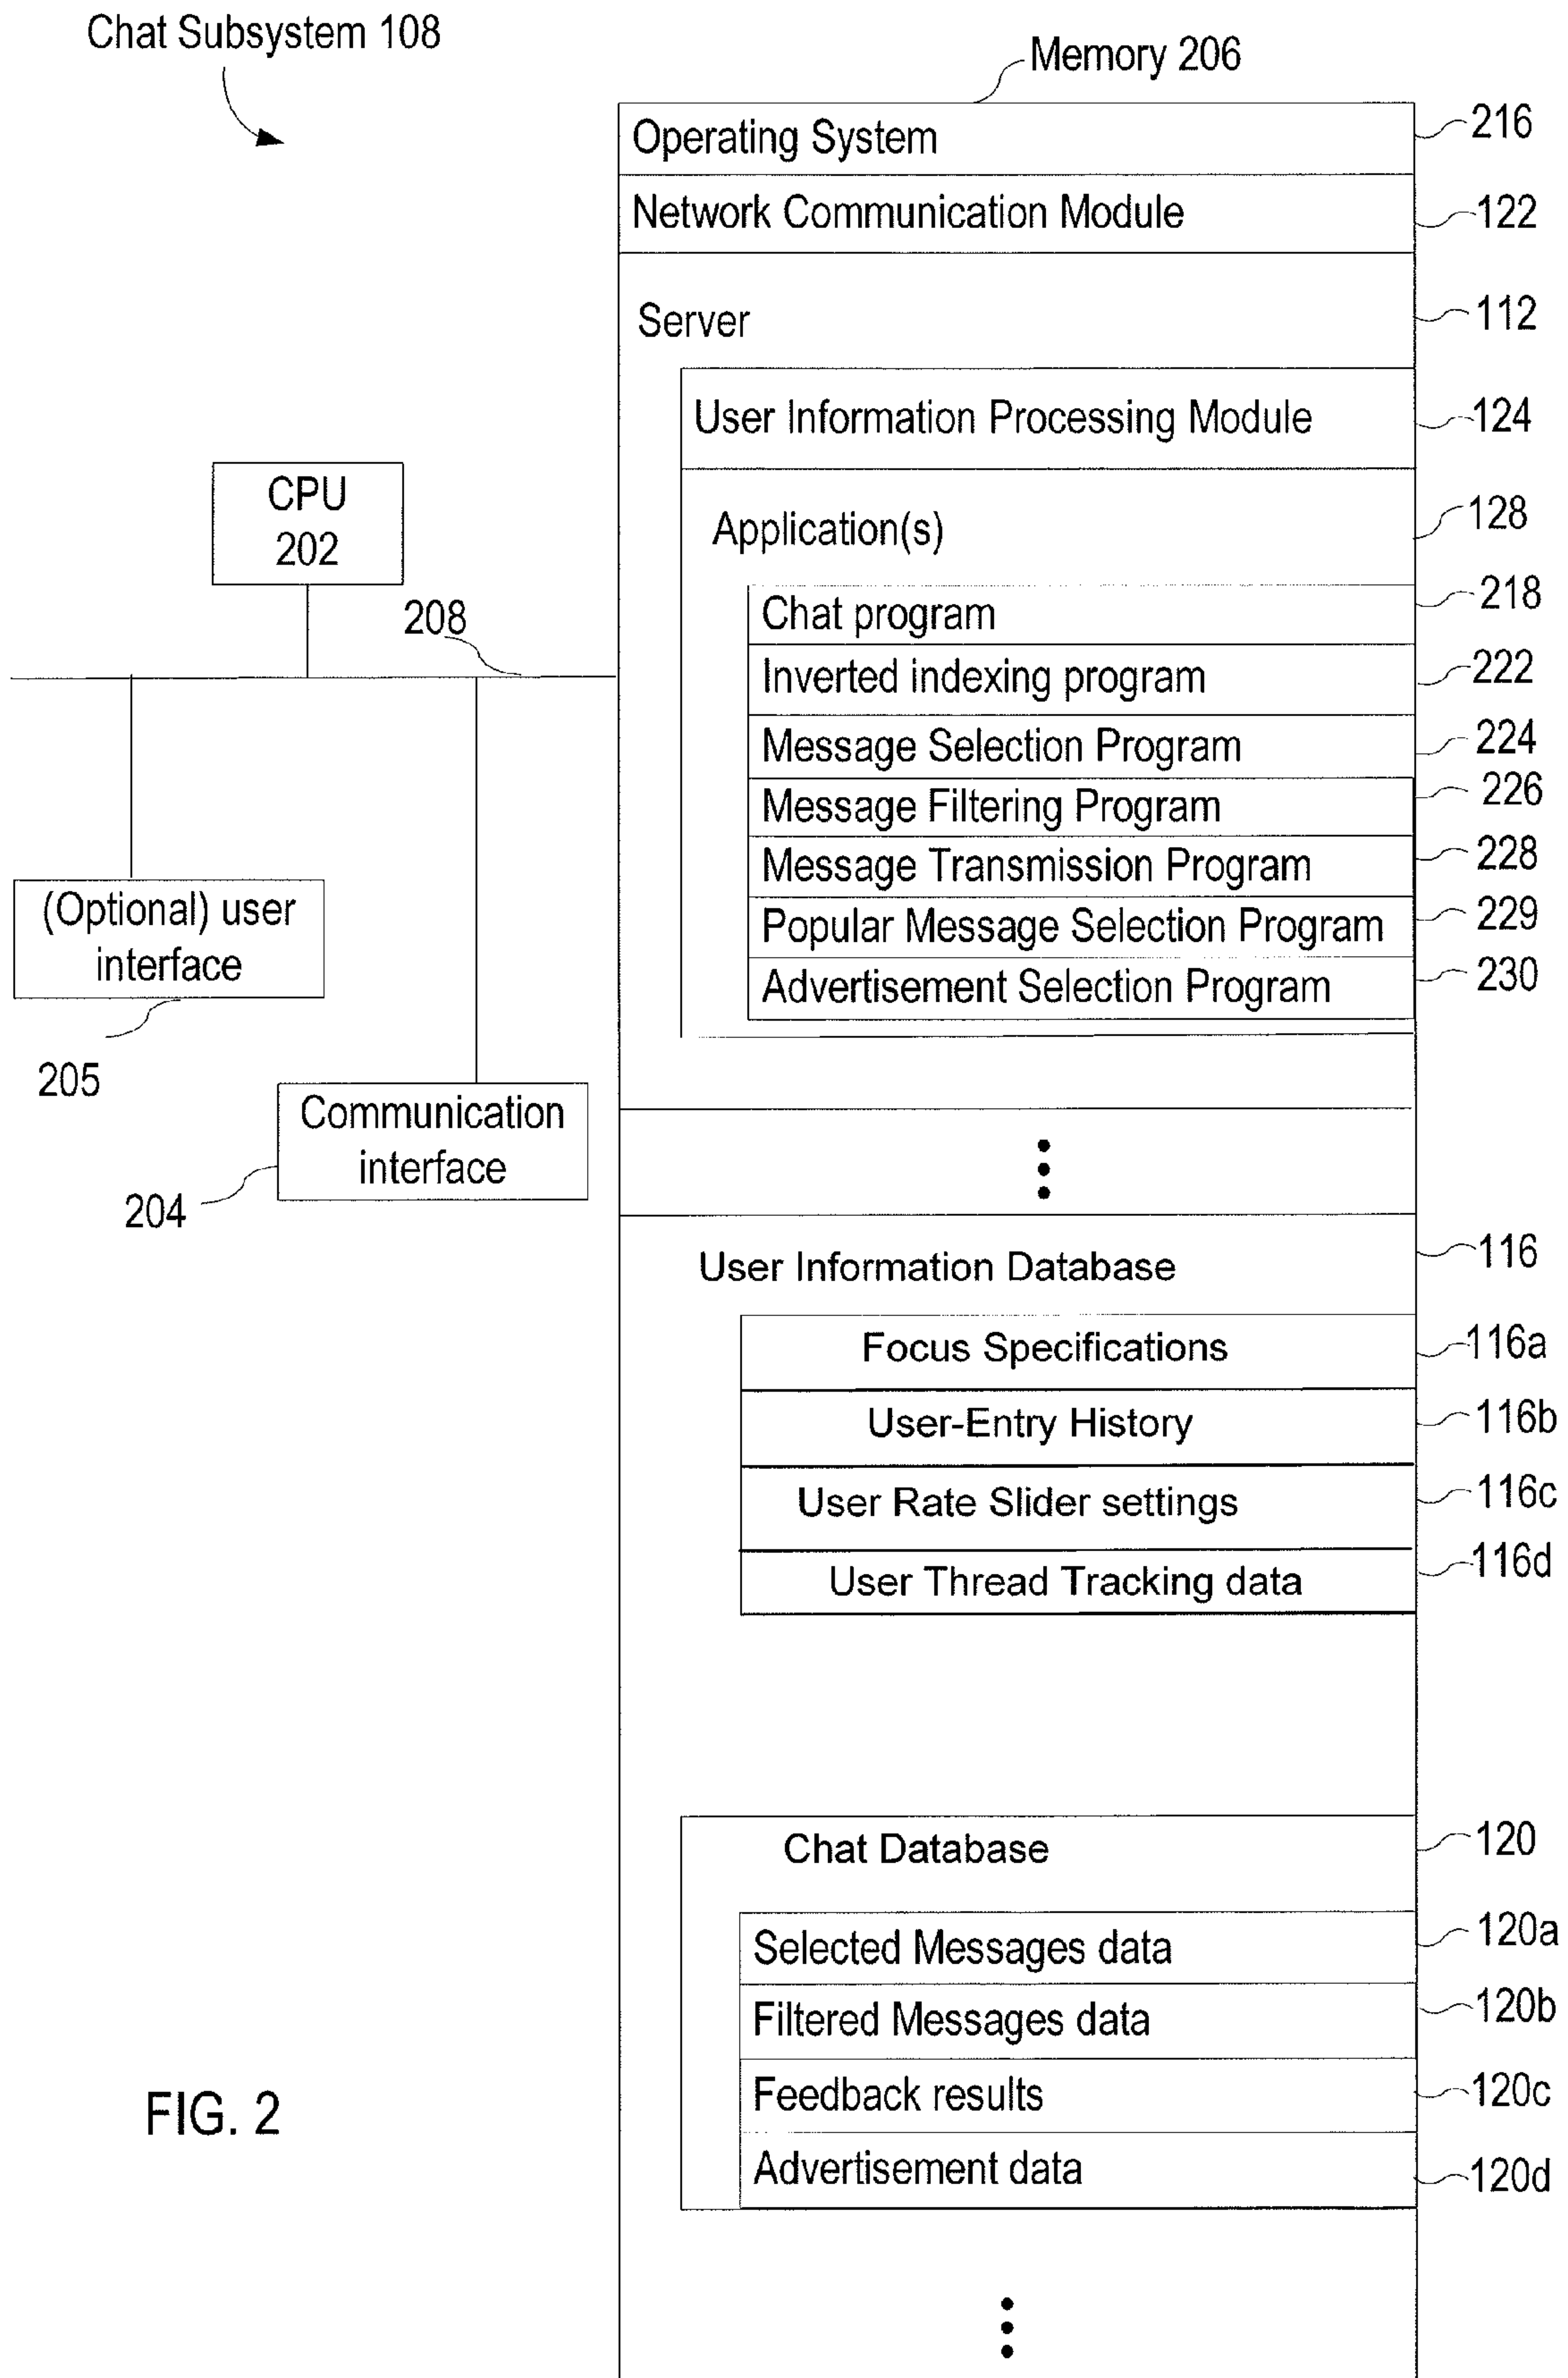 Chat Subsystem 108
Memory 206
Operating System 216
Network Communication Module 122
Server 112
User Information Processing Module 124
Application(s) 128
Chat program 218
Inverted indexing program 222
Message Selection Program 224
Message Filtering Program 226
Message Transmission Program 228
Popular Message Selection Program 229
Advertisement Selection Program 230
CPU
202
208
(Optional) user
interface
205
Communication
interface
204
User Information Database 116
Focus Specifications 116a
User-Entry History 116b
User Rate Slider settings 116c
User Thread Tracking data 116d
Chat Database 120
Selected Messages data 120a
Filtered Messages data 120b
Feedback results 120c
Advertisement data 120d
FIG. 2